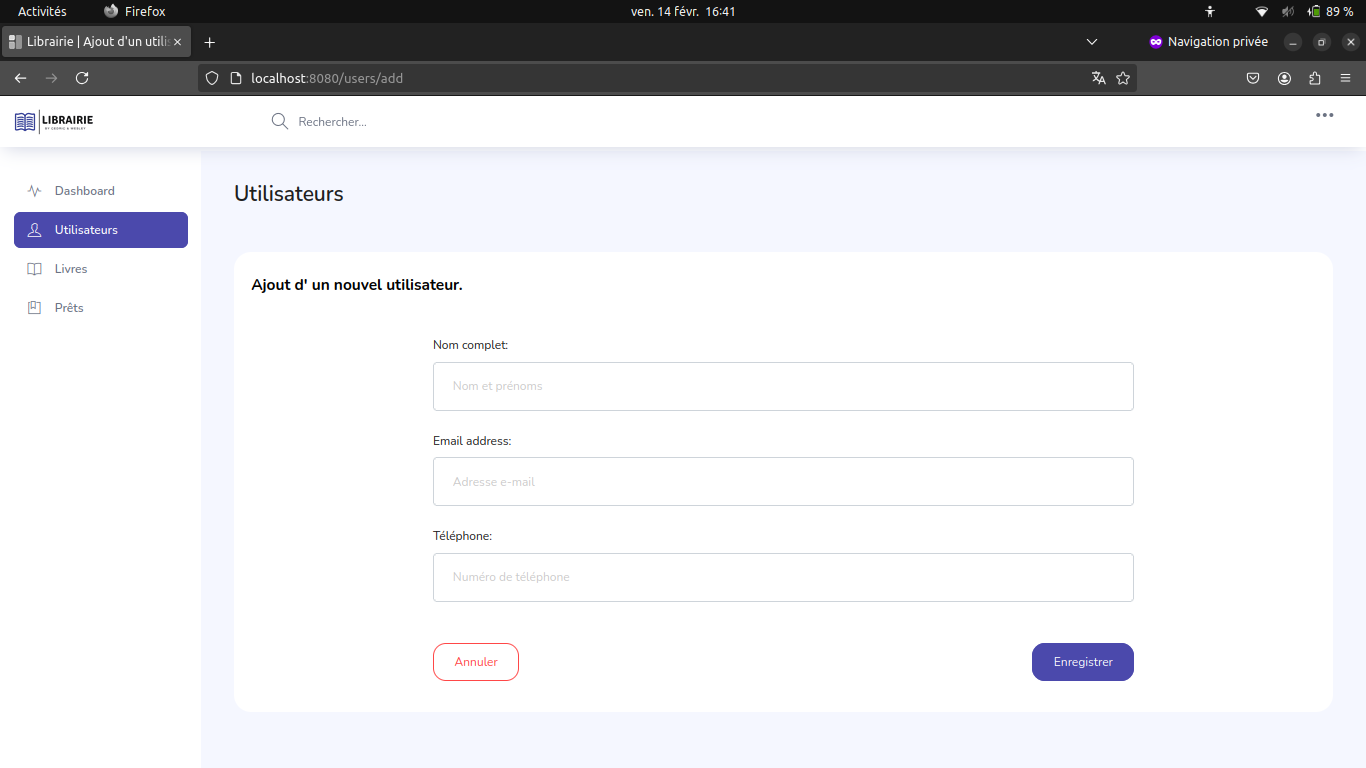 Activités Firefox ven. 14 févr. 16:41 89 %
Librairie | Ajout d'un utilis Navigation privée
localhost:8080/users/add
LIBRAIRIE Rechercher...
BY CEDRIC & WESLEY
Dashboard
Utilisateurs
Livres
Prêts
Utilisateurs
Ajout d' un nouvel utilisateur.
Nom complet:
Nom et prénoms
Email address:
Adresse e-mail
Téléphone:
Numéro de téléphone
Annuler Enregistrer